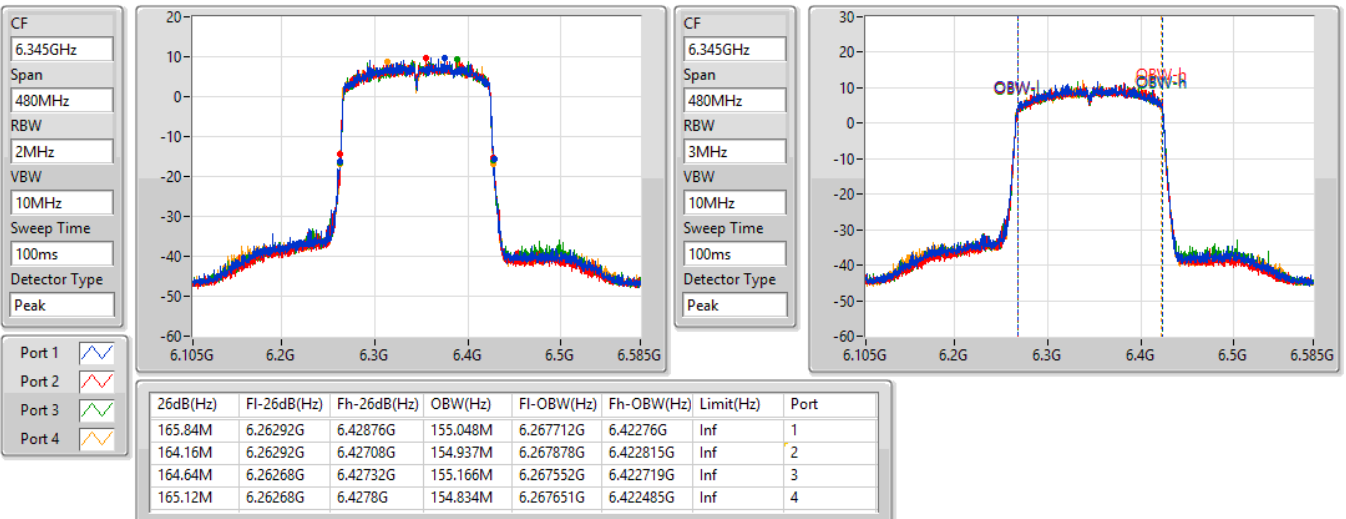 CF
6.345GHz
Span
480MHz
RBW
2MHz
VBW
10MHz
Sweep Time
100ms
Detector Type
Peak
20
10
0
-10
-20
-30
-40
-50
-60
6.105G 6.2G 6.3G 6.4G 6.5G 6.585G
CF
6.345GHz
Span
480MHz
RBW
3MHz
VBW
10MHz
Sweep Time
100ms
Detector Type
Peak
30
20
10
0
-10
-20
-30
-40
-50
-60
OBW-l
OBW-h
OBW-h
6.105G 6.2G 6.3G 6.4G 6.5G 6.585G
Port 1
Port 2
Port 3
Port 4
26dB(Hz) Fl-26dB(Hz) Fh-26dB(Hz) OBW(Hz) Fl-OBW(Hz) Fh-OBW(Hz) Limit(Hz) Port
165.84M 6.26292G 6.42876G 155.048M 6.267712G 6.42276G Inf 1
164.16M 6.26292G 6.42708G 154.937M 6.267878G 6.422815G Inf 2
164.64M 6.26268G 6.42732G 155.166M 6.267552G 6.422719G Inf 3
165.12M 6.26268G 6.4278G 154.834M 6.267651G 6.422485G Inf 4